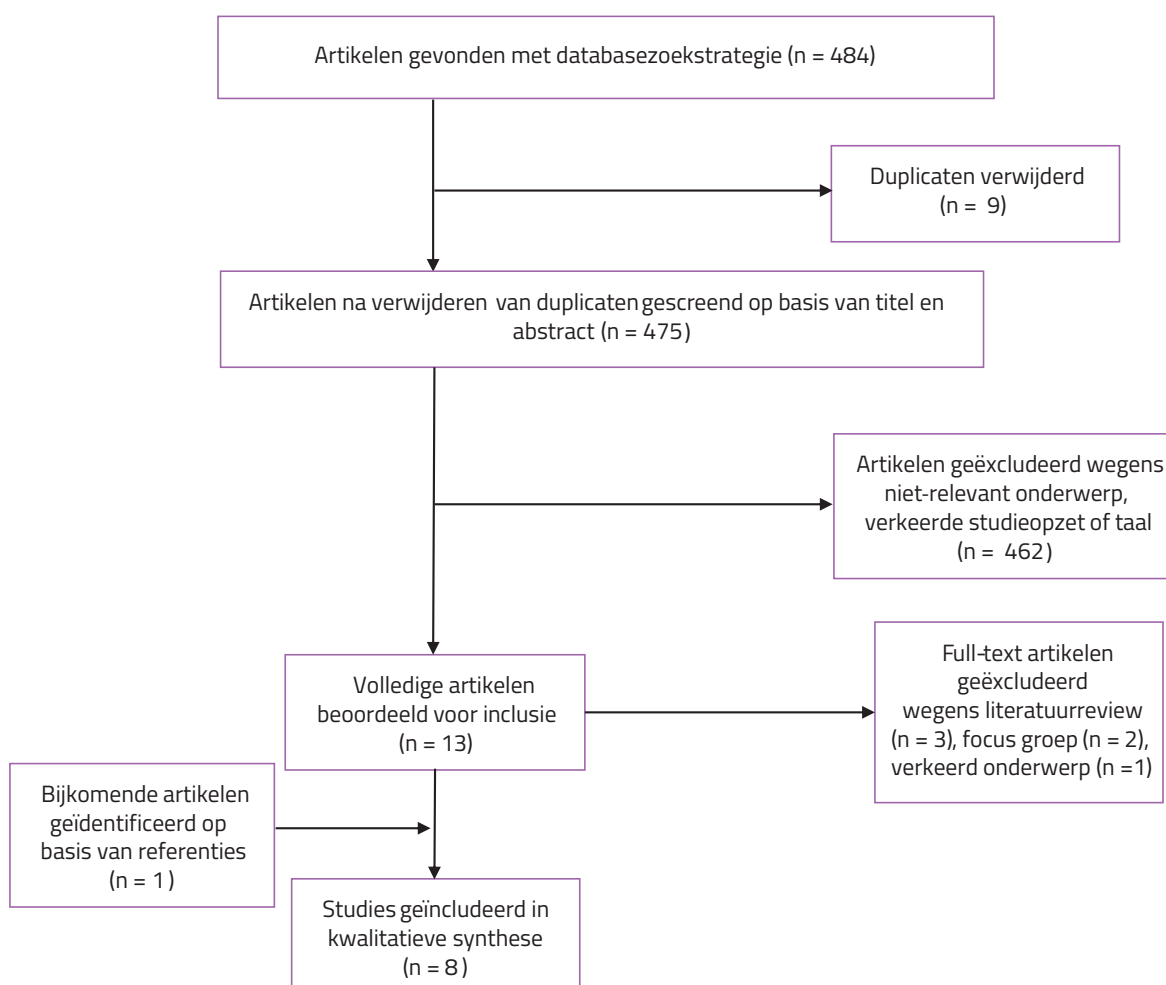 Artikelen gevonden met databasezoekstrategie (n = 484)
Duplicaten verwijderd
(n = 9)
Artikelen na verwijderen van duplicaten gescreend op basis van titel en
abstract (n = 475)
Artikelen geëxcludeerd wegens
niet-relevant onderwerp,
verkeerde studieopzet of taal
(n = 462)
Volledige artikelen
beoordeeld voor inclusie
(n = 13)
Full-text artikelen
geëxcludeerd
wegens literatuurreview
(n = 3), focus groep (n = 2),
verkeerd onderwerp (n =1)
Bijkomende artikelen
geïdentificeerd op
basis van referenties
(n = 1)
Studies geïncludeerd in
kwalitatieve synthese
(n = 8)